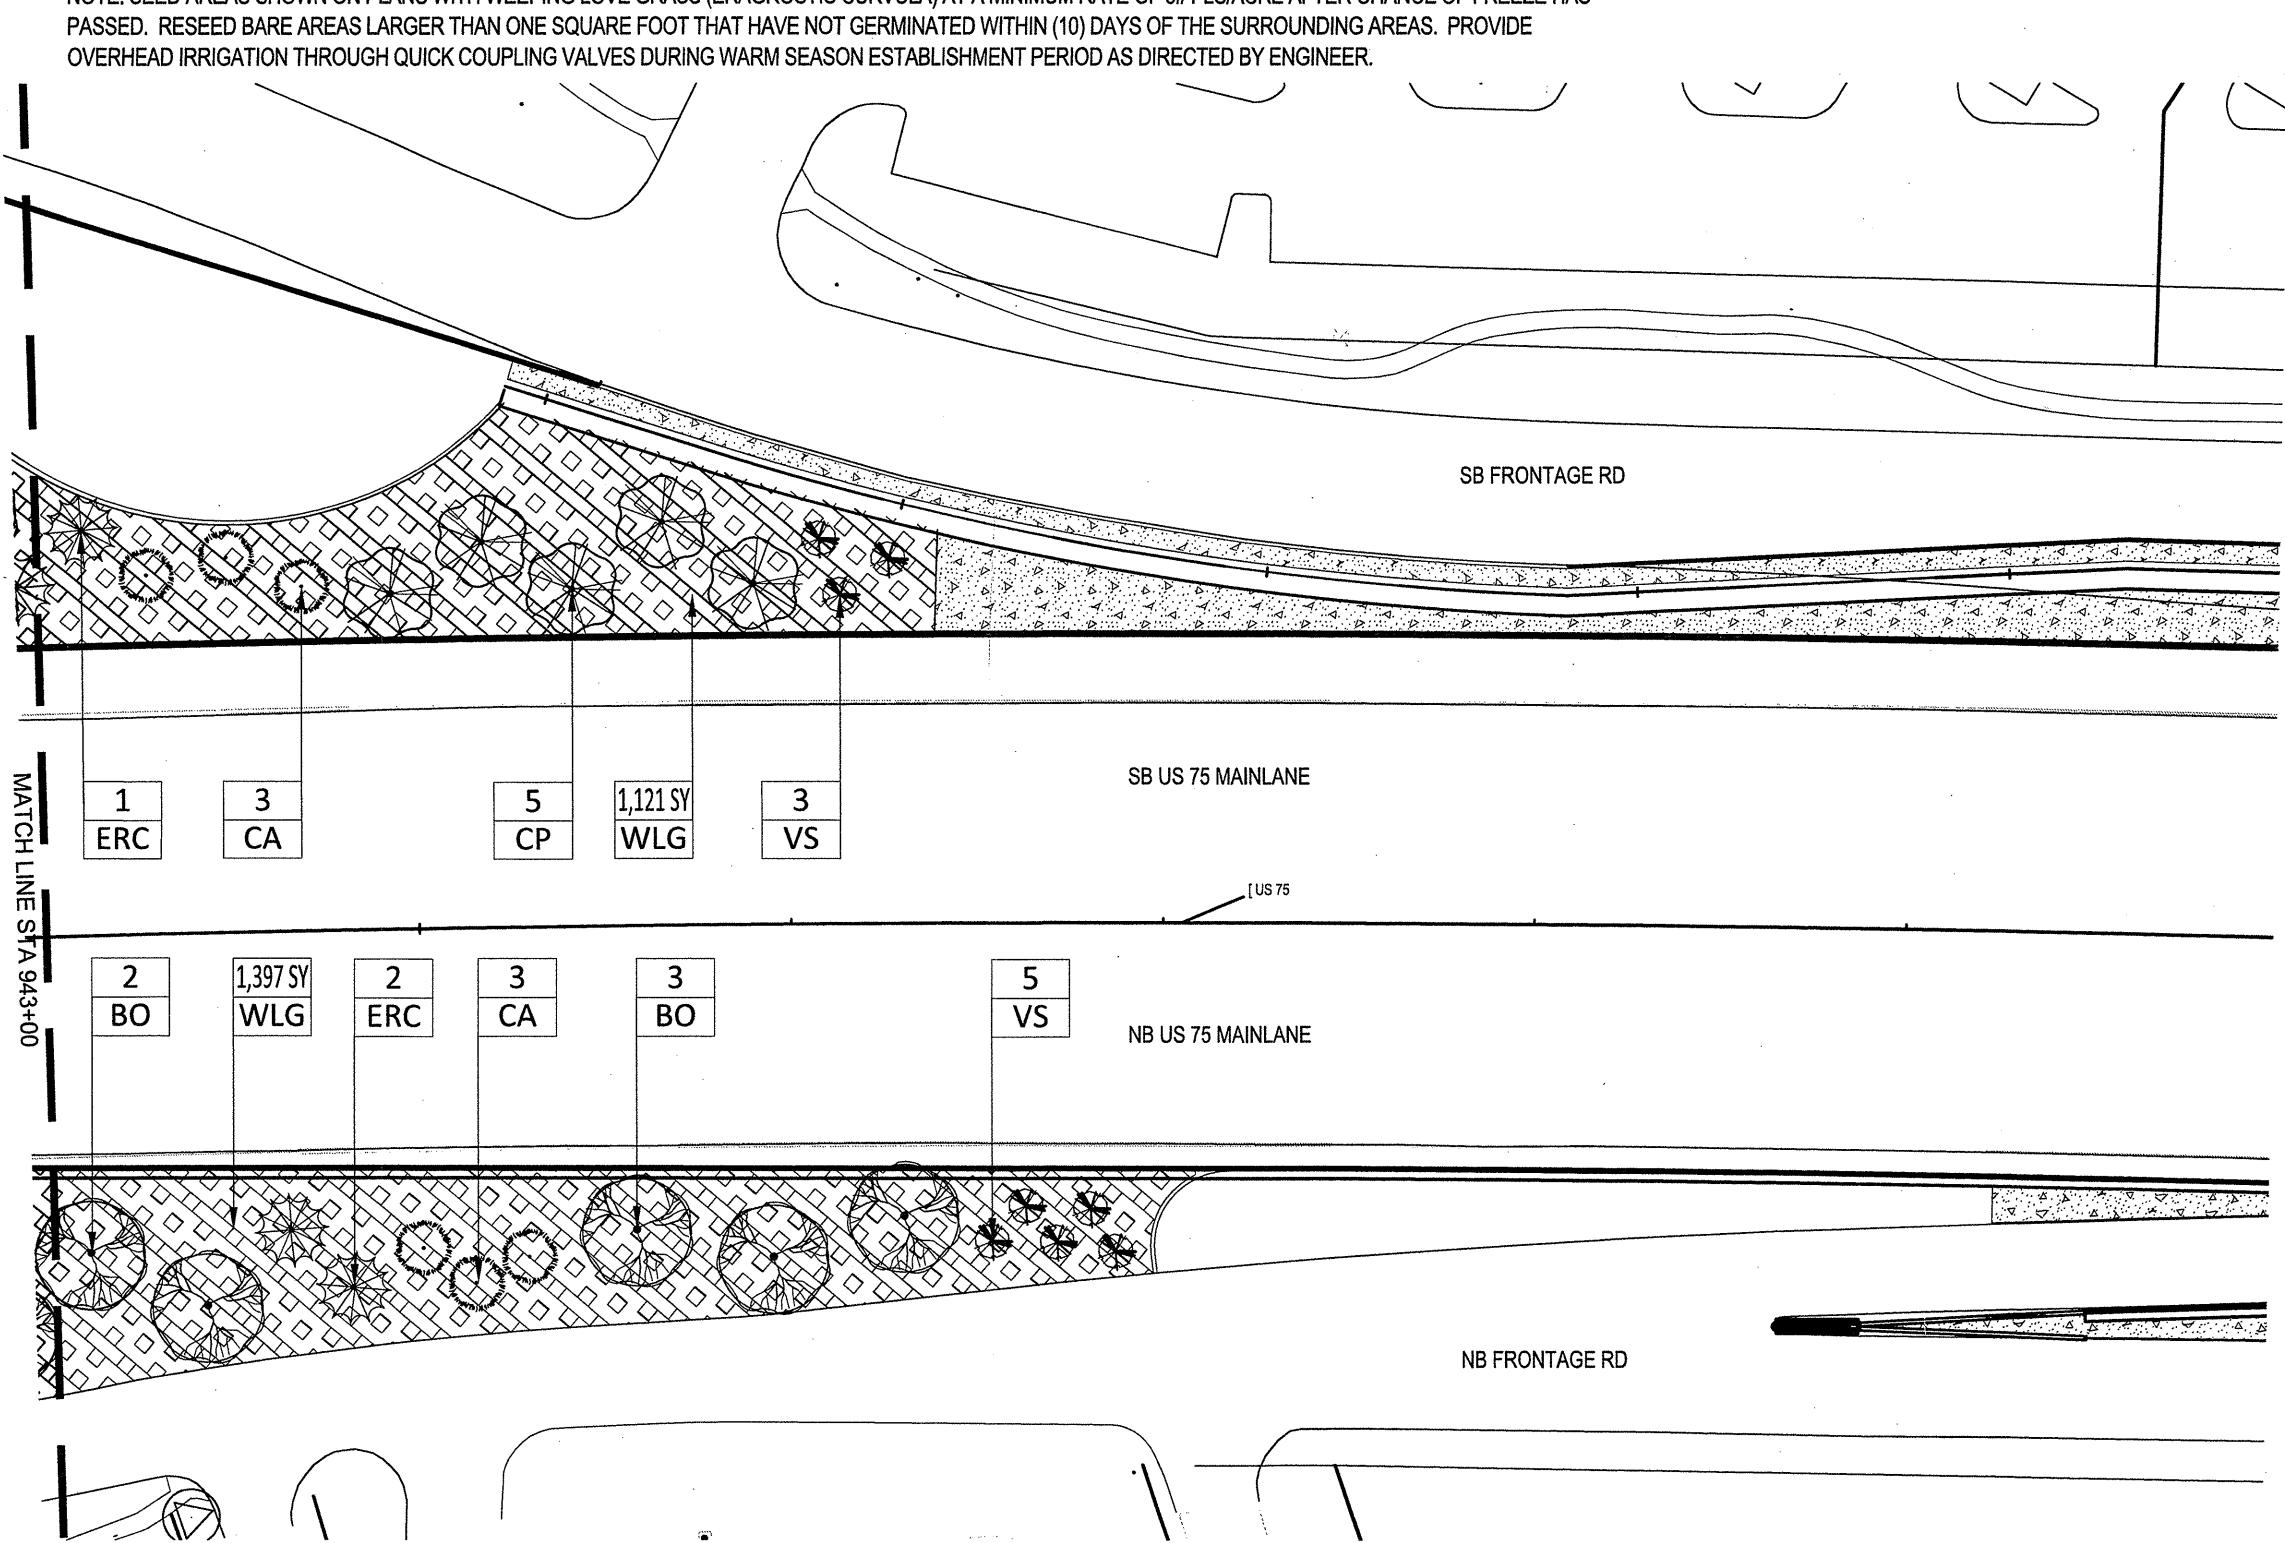 PASSED. RESEED BARE AREAS LARGER THAN ONE SQUARE FOOT THAT HAVE NOT GERMINATED WITHIN (10) DAYS OF THE SURROUNDING AREAS. PROVIDE
OVERHEAD IRRIGATION THROUGH QUICK COUPLING VALVES DURING WARM SEASON ESTABLISHMENT PERIOD AS DIRECTED BY ENGINEER.
SB FRONTAGE RD
SB US 75 MAINLANE
1
ERC
3
CA
5
CP
1,121 SY
WLG
3
VS
MATCH LINE STA 943+00
[ US 75
2
BO
1,397 SY
WLG
2
ERC
3
CA
3
BO
5
VS
NB US 75 MAINLANE
NB FRONTAGE RD